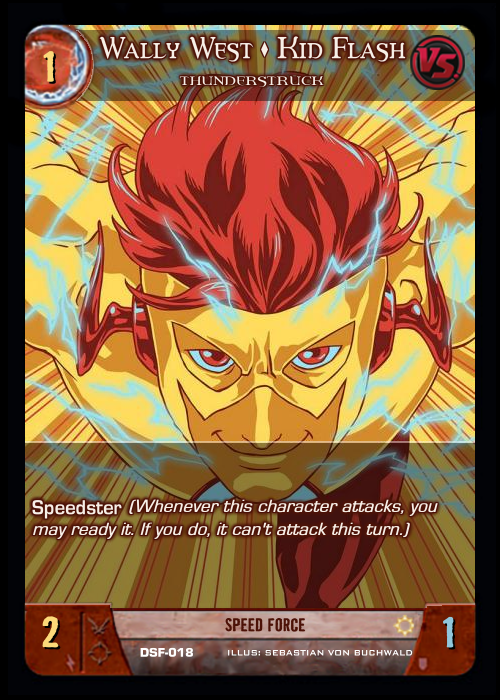 1
Wally West ♦ Kid Flash
VS
THUNDERSTRUCK
Speedster (Whenever this character attacks, you
may ready it. If you do, it can't attack this turn.)
2
SPEED FORCE
1
DSF-018
ILLUS: SEBASTIAN VON BUCHWALD